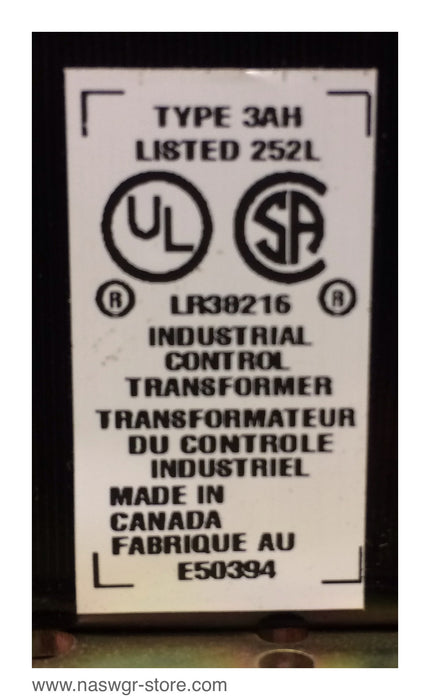 TYPE 3AH
LISTED 252L
UL SA
® LR38216 ®
INDUSTRIAL
CONTROL
TRANSFORMER
TRANSFORMATEUR
DU CONTROLE
INDUSTRIEL
MADE IN
CANADA
FABRIQUE AU
E50394
www.naswgr-store.com